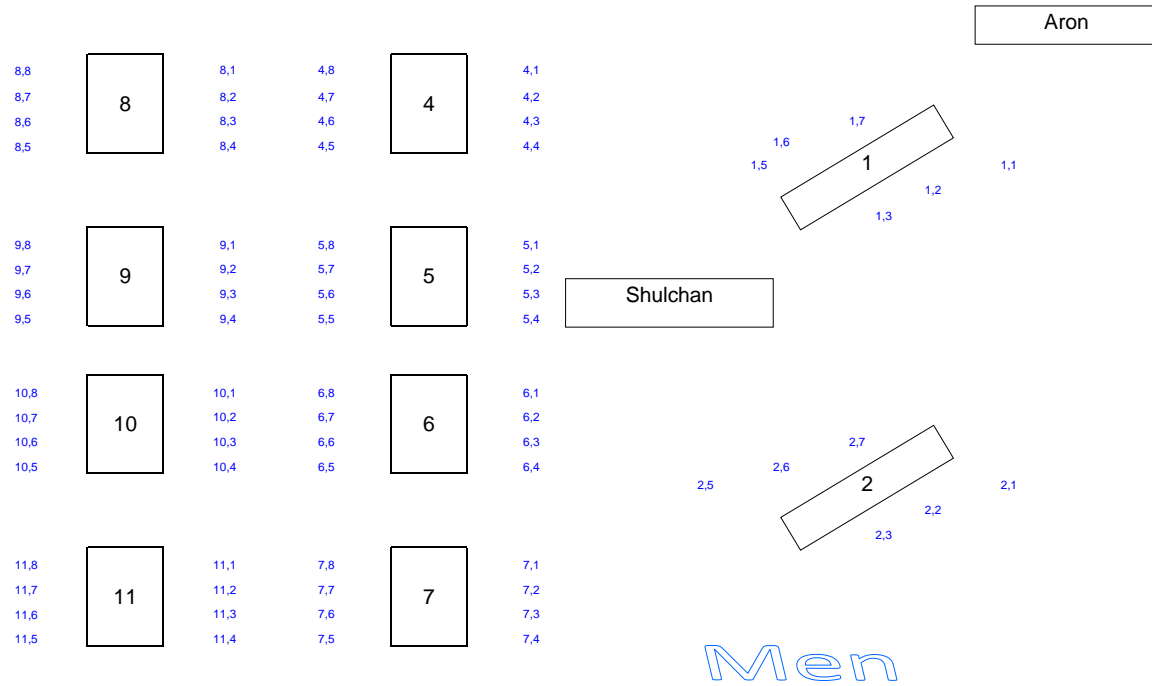 Aron
8,8 8,1 4,8 4,1
8,7 8 8,2 4,7 4 4,2
8,6 8,3 4,6 4,3
8,5 8,4 4,5 4,4
1,7
1,6
1,5 1 1,1
1,2
1,3
9,8 9,1 5,8 5,1
9,7 9 9,2 5,7 5 5,2
9,6 9,3 5,6 5,3 Shulchan
9,5 9,4 5,5 5,4
10,8 10,1 6,8 6,1
10,7 10 10,2 6,7 6 6,2
10,6 10,3 6,6 6,3
10,5 10,4 6,5 6,4
2,7
2,6
2,5 2 2,1
2,2
2,3
11,8 11,1 7,8 7,1
11,7 11 11,2 7,7 7 7,2
11,6 11,3 7,6 7,3
11,5 11,4 7,5 7,4
Men